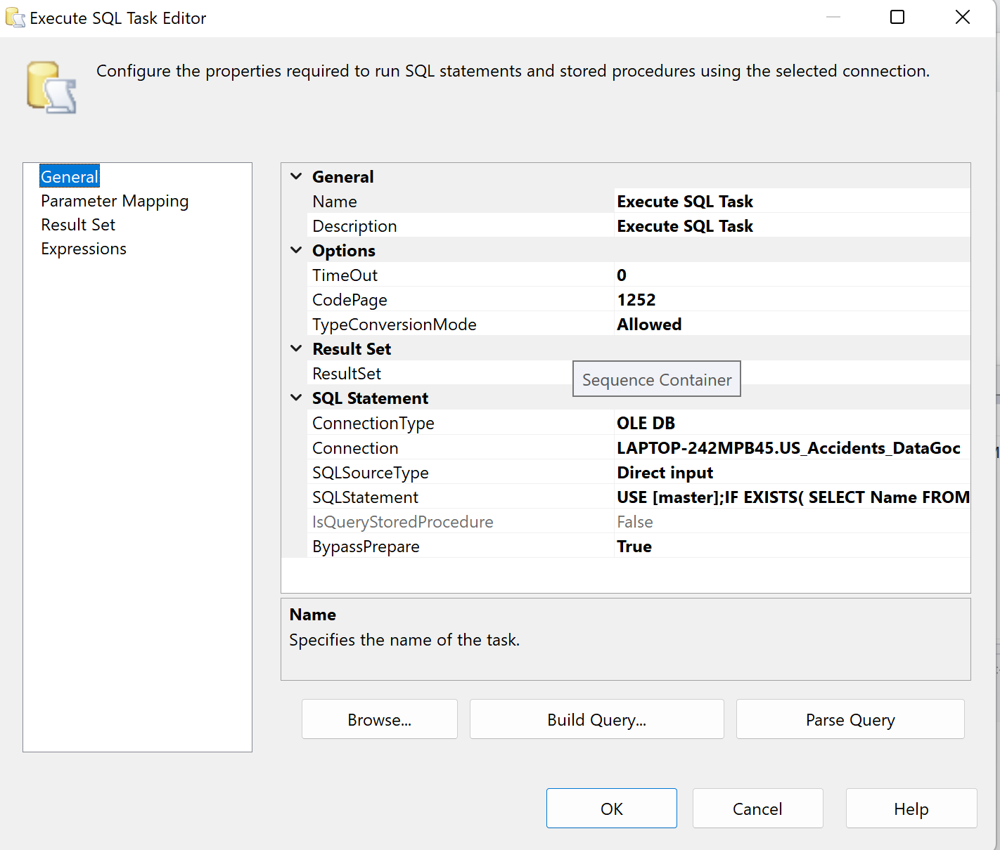 Execute SQL Task Editor
Configure the properties required to run SQL statements and stored procedures using the selected connection.
General
Parameter Mapping
Result Set
Expressions
General
Name Execute SQL Task
Description Execute SQL Task
Options
TimeOut 0
CodePage 1252
TypeConversionMode Allowed
Result Set
ResultSet
Sequence Container
SQL Statement
ConnectionType OLE DB
Connection LAPTOP-242MPB45.US_Accidents_DataGoc
SQLSourceType Direct input
SQLStatement USE [master];IF EXISTS( SELECT Name FROM
IsQueryStoredProcedure False
BypassPrepare True
Name
Specifies the name of the task.
Browse...
Build Query...
Parse Query
OK
Cancel
Help